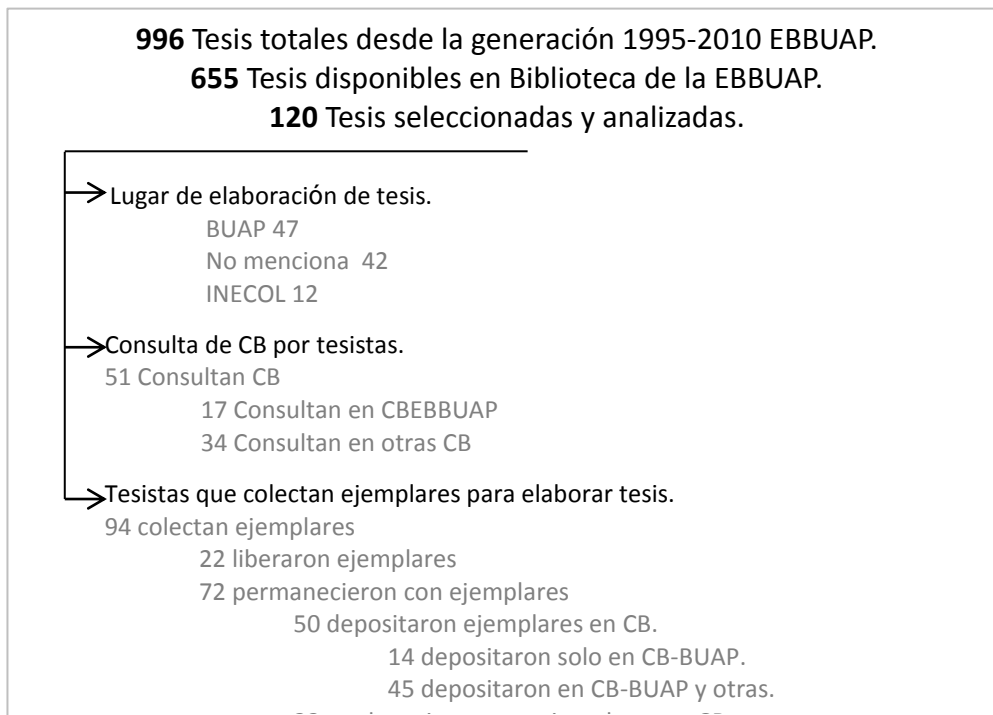 996 Tesis totales desde la generación 1995-2010 EBBUAP.
655 Tesis disponibles en Biblioteca de la EBBUAP.
120 Tesis seleccionadas y analizadas.
Lugar de elaboración de tesis.
BUAP 47
No menciona 42
INECOL 12
Consulta de CB por tesistas.
51 Consultan CB
17 Consultan en CBEBBUAP
34 Consultan en otras CB
Tesistas que colectan ejemplares para elaborar tesis.
94 colectan ejemplares
22 liberaron ejemplares
72 permanecieron con ejemplares
50 depositaron ejemplares en CB.
14 depositaron solo en CB-BUAP.
45 depositaron en CB-BUAP y otras.